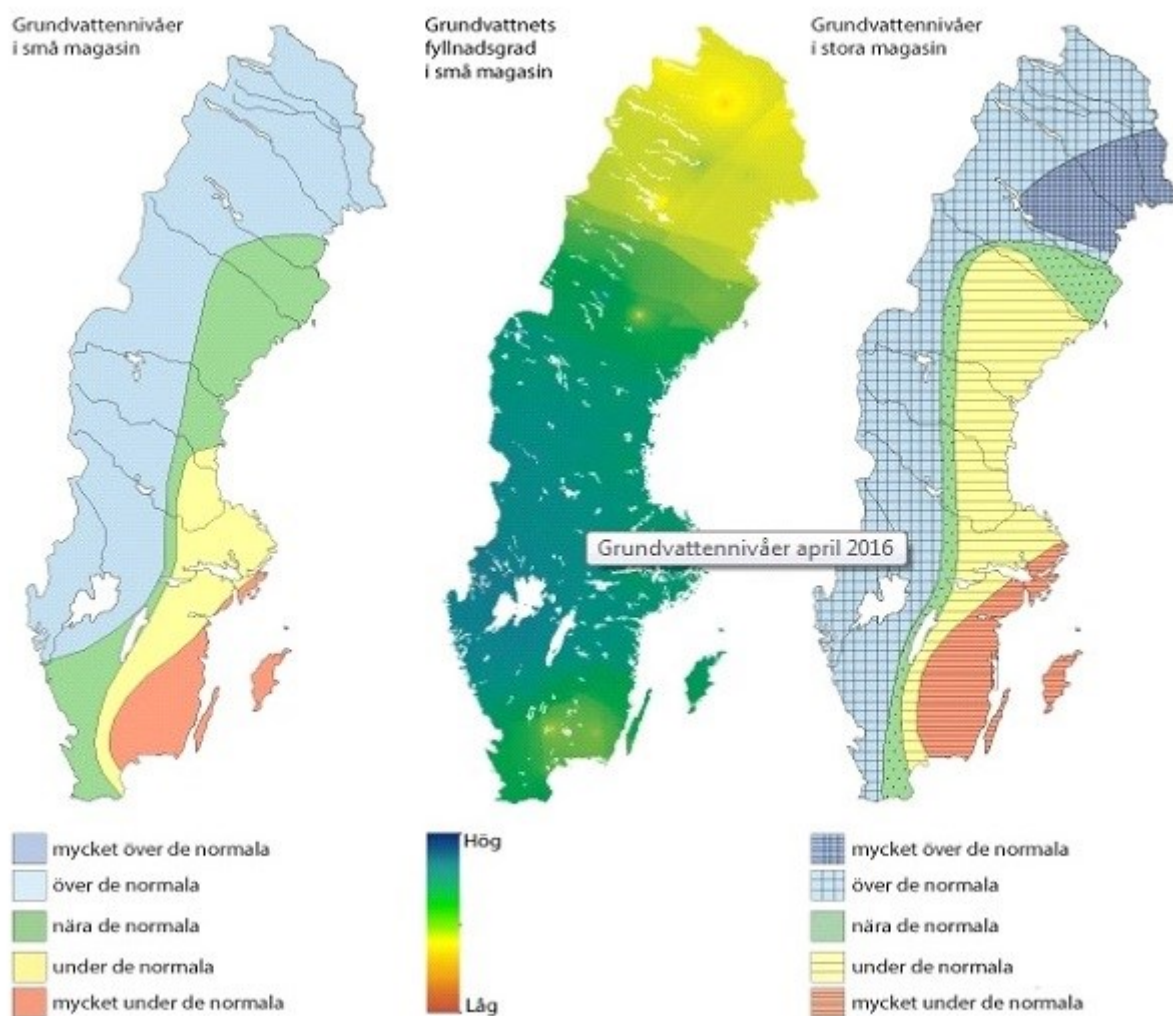 Grundvattennivåer
i små magasin
Grundvattnets
fyllnadsgrad
i små magasin
Grundvattennivåer
i stora magasin
Grundvattennivåer april 2016
mycket över de normala
över de normala
nära de normala
under de normala
mycket under de normala
Hög
Låg
mycket över de normala
över de normala
nära de normala
under de normala
mycket under de normala